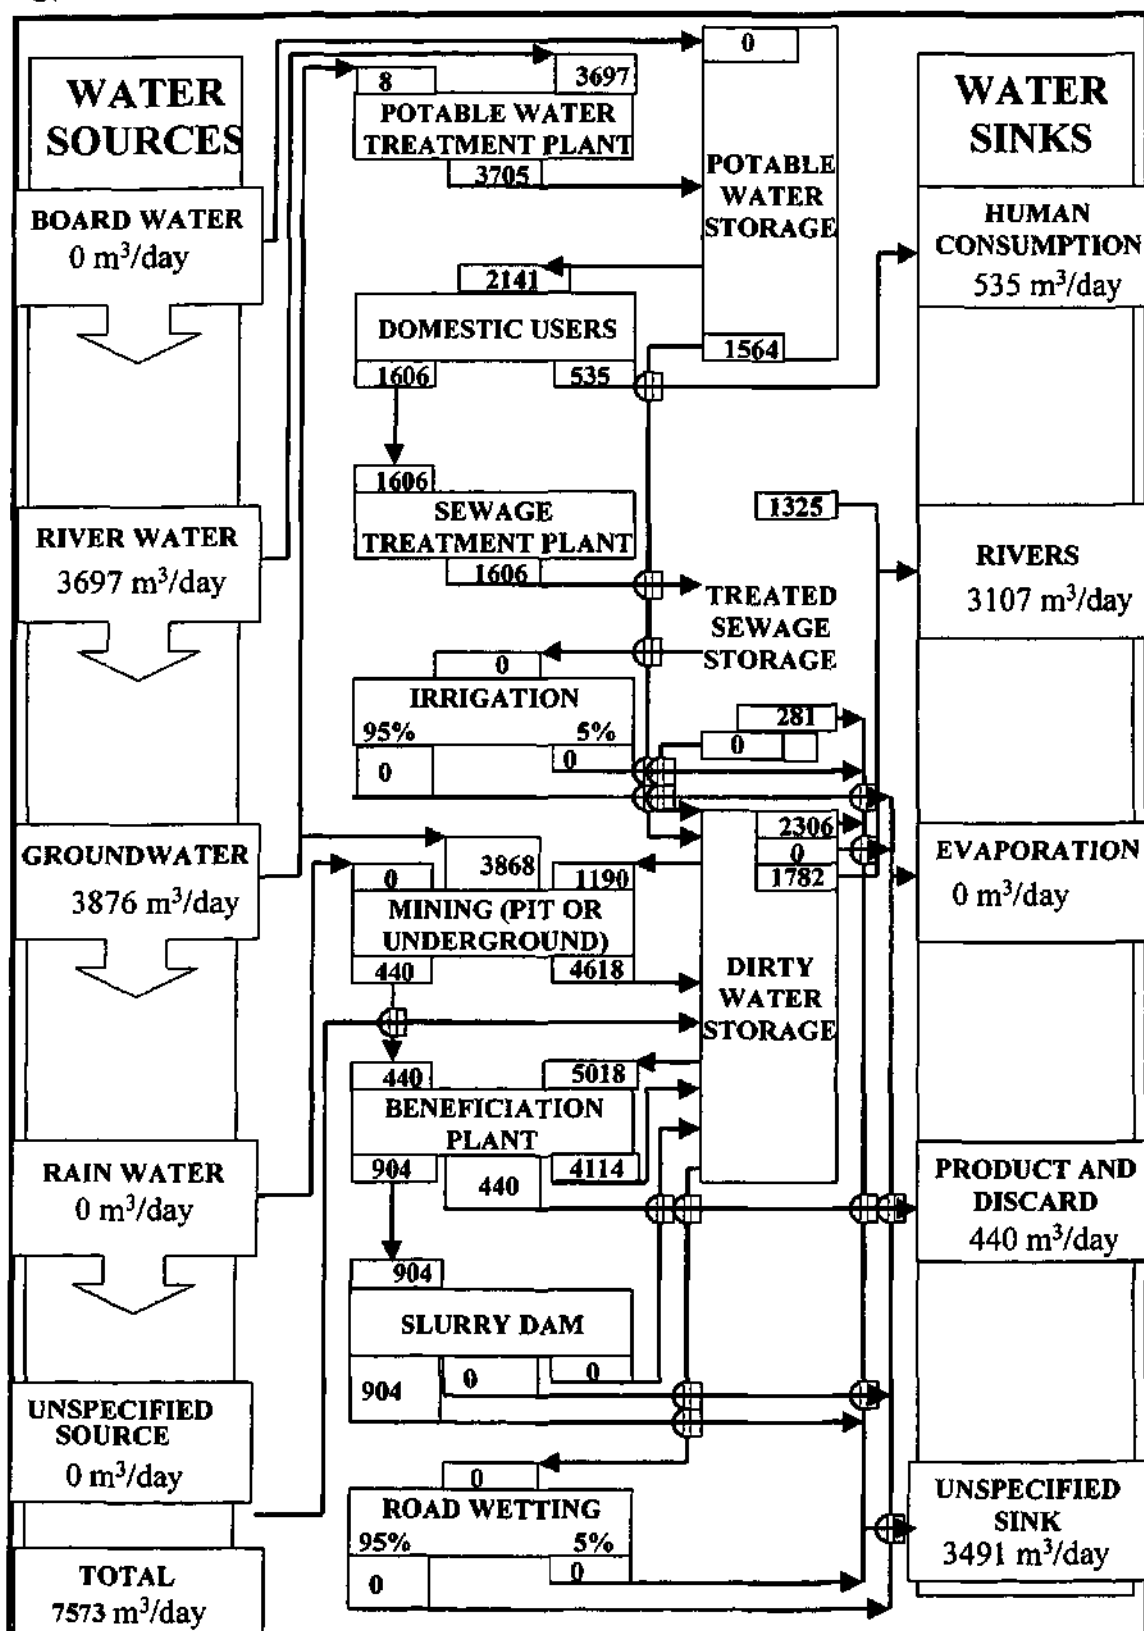 WATER
SOURCES
BOARD WATER
0 m³/day
RIVER WATER
3697 m³/day
GROUNDWATER
3876 m³/day
RAIN WATER
0 m³/day
UNSPECIFIED
SOURCE
0 m³/day
TOTAL
7573 m³/day
8
3697
POTABLE WATER
TREATMENT PLANT
3705
2141
DOMESTIC USERS
1606
535
1606
SEWAGE
TREATMENT PLANT
1606
0
IRRIGATION
95%
5%
0
0
3868
0
1190
MINING (PIT OR
UNDERGROUND)
440
4618
440
5018
BENEFICIATION
PLANT
904
440
4114
904
SLURRY DAM
904
0
0
0
ROAD WETTING
95%
5%
0
0
0
POTABLE
WATER
STORAGE
1564
1325
TREATED
SEWAGE
STORAGE
281
0
2306
0
1782
DIRTY
WATER
STORAGE
WATER
SINKS
HUMAN
CONSUMPTION
535 m³/day
RIVERS
3107 m³/day
EVAPORATION
0 m³/day
PRODUCT AND
DISCARD
440 m³/day
UNSPECIFIED
SINK
3491 m³/day